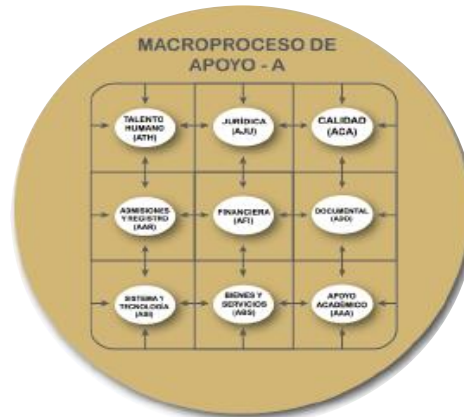 MACROPROCESO DE
APOYO - A
TALENTO
HUMANO
(ATH)
JURÍDICA
(AJU)
CALIDAD
(ACA)
ADMISIONES
Y REGISTRO
(AAR)
FINANCIERA
(AFI)
DOCUMENTAL
(ADO)
SISTEMA Y
TECNOLOGÍA
(ASI)
BIENES Y
SERVICIOS
(ABS)
APOYO
ACADÉMICO
(AAA)